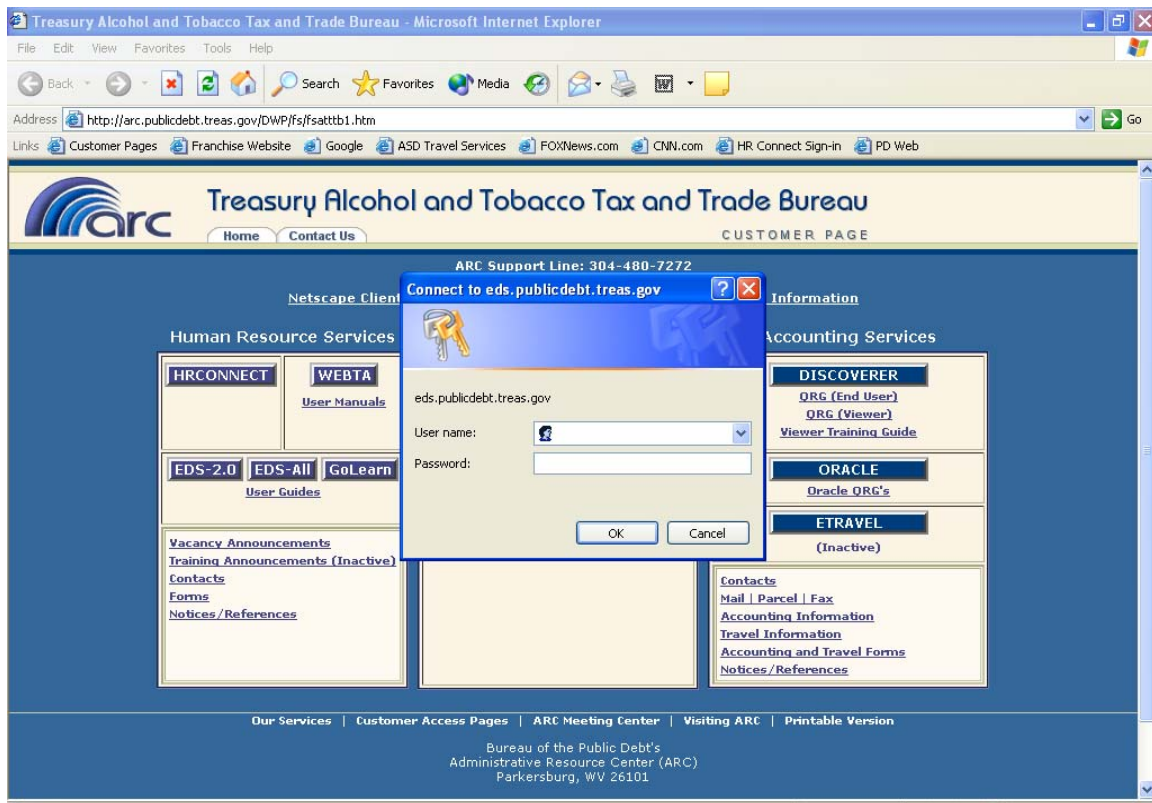 Treasury Alcohol and Tobacco Tax and Trade Bureau - Microsoft Internet Explorer
File Edit View Favorites Tools Help
Back Search Favorites Media
Address http://arc.publicdebt.treas.gov/DWP/fs/fsatttb1.htm Go
Links Customer Pages Franchise Website Google ASD Travel Services FOXNews.com CNN.com HR Connect Sign-in PD Web
arc
Treasury Alcohol and Tobacco Tax and Trade Bureau
Home Contact Us CUSTOMER PAGE
ARC Support Line: 304-480-7272
Netscape Client Information
Human Resource Services
HRCONNECT WEBTA
User Manuals
EDS-2.0 EDS-All GoLearn
User Guides
Vacancy Announcements
Training Announcements (Inactive)
Contacts
Forms
Notices/References
Connect to eds.publicdebt.treas.gov
eds.publicdebt.treas.gov
User name:
Password:
OK Cancel
Accounting Services
DISCOVERER
QRG (End User)
QRG (Viewer)
Viewer Training Guide
ORACLE
Oracle QRG's
ETRAVEL
(Inactive)
Contacts
Mail | Parcel | Fax
Accounting Information
Travel Information
Accounting and Travel Forms
Notices/References
Our Services | Customer Access Pages | ARC Meeting Center | Visiting ARC | Printable Version
Bureau of the Public Debt's
Administrative Resource Center (ARC)
Parkersburg, WV 26101